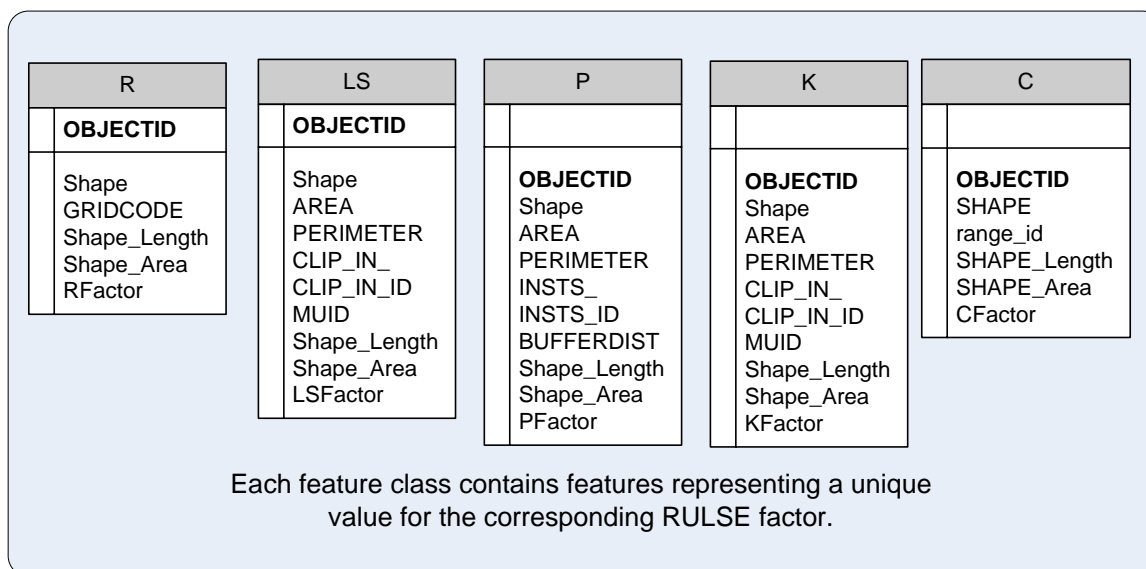 R
OBJECTID
Shape
GRIDCODE
Shape_Length
Shape_Area
RFactor
LS
OBJECTID
Shape
AREA
PERIMETER
CLIP_IN_
CLIP_IN_ID
MUID
Shape_Length
Shape_Area
LSFactor
P
OBJECTID
Shape
AREA
PERIMETER
INSTS_
INSTS_ID
BUFFERDIST
Shape_Length
Shape_Area
PFactor
K
OBJECTID
Shape
AREA
PERIMETER
CLIP_IN_
CLIP_IN_ID
MUID
Shape_Length
Shape_Area
KFactor
C
OBJECTID
SHAPE
range_id
SHAPE_Length
SHAPE_Area
CFactor
Each feature class contains features representing a unique
value for the corresponding RULSE factor.